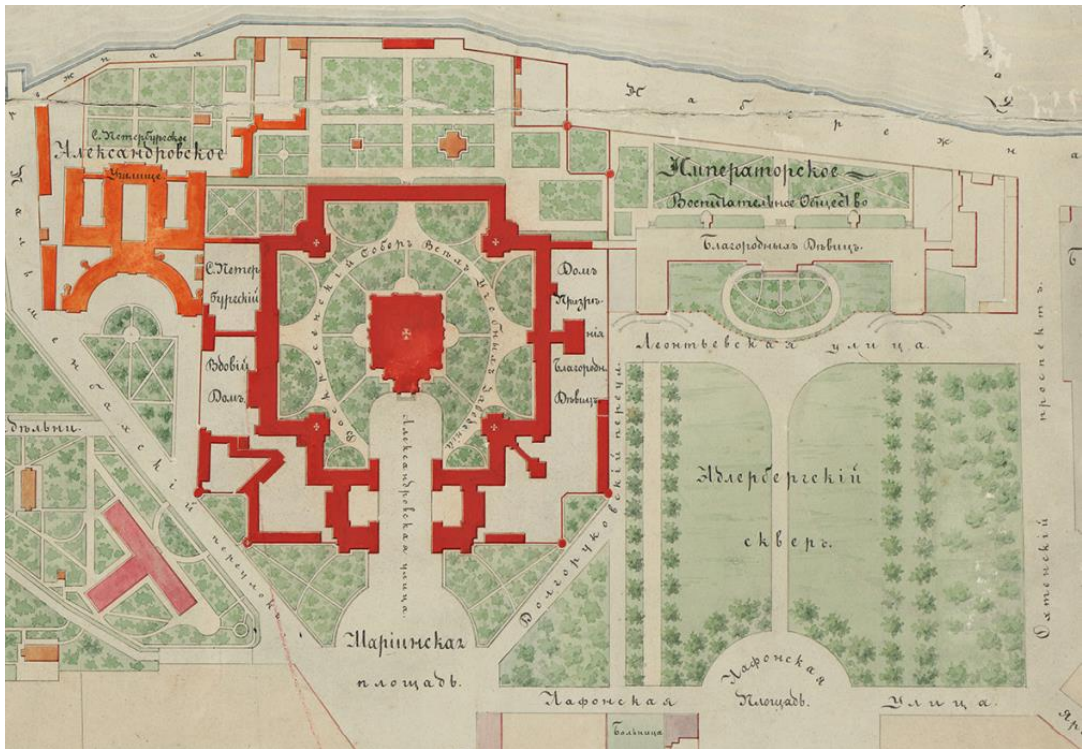 Набережная
С. Петербургское
Александровское
Училище
Императорское
Воспитательное Общество
Благородныхъ Дѣвицъ.
С. Петер
бургскій
Вдовій
Домъ.
Воскресенскій Соборъ Всѣхъ Учебныхъ Заведеній
Домъ
Призрѣ-
нія
Благородн.
Дѣвицъ
Леонтьевская улица.
Александровская улица.
Долгоруковскій переул.
переулокъ.
Адлербергскій
скверъ.
Охтенскій проспектъ.
Маріинская
площадь.
Лафонская
Площадь.
Лафонская Улица.
Больница